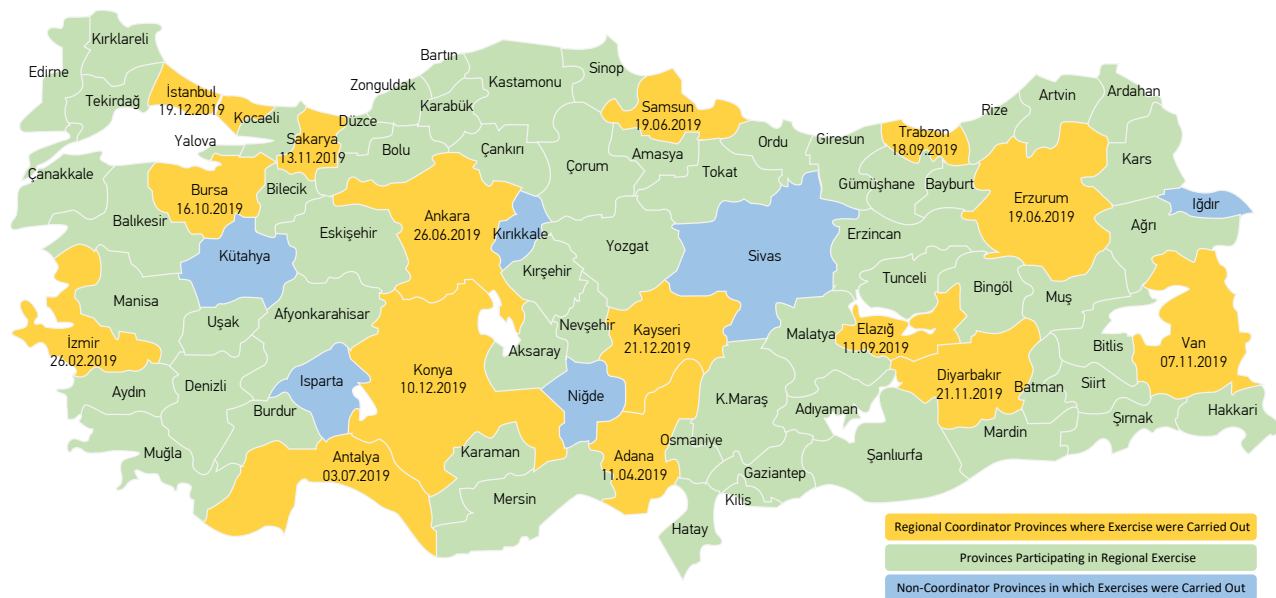 Kırklareli
Edirne
Tekirdağ
İstanbul
19.12.2019
Kocaeli
Yalova
Sakarya
13.11.2019
Düzce
Zonguldak
Bartın
Karabük
Kastamonu
Sinop
Samsun
19.06.2019
Bolu
Çankırı
Çorum
Amasya
Tokat
Ordu
Giresun
Trabzon
18.09.2019
Rize
Artvin
Ardahan
Kars
Gümüşhane
Bayburt
Erzurum
19.06.2019
Iğdır
Ağrı
Çanakkale
Balıkesir
Bursa
16.10.2019
Bilecik
Eskişehir
Kütahya
Ankara
26.06.2019
Kırıkkale
Kırşehir
Yozgat
Sivas
Erzincan
Tunceli
Bingöl
Muş
Manisa
Uşak
Afyonkarahisar
İzmir
26.02.2019
Aydın
Denizli
Isparta
Burdur
Muğla
Antalya
03.07.2019
Konya
10.12.2019
Aksaray
Nevşehir
Kayseri
21.12.2019
Niğde
Karaman
Mersin
Adana
11.04.2019
Osmaniye
K.Maraş
Malatya
Elazığ
11.09.2019
Adıyaman
Gaziantep
Kilis
Hatay
Şanlıurfa
Diyarbakır
21.11.2019
Mardin
Batman
Siirt
Bitlis
Van
07.11.2019
Şırnak
Hakkari
Regional Coordinator Provinces where Exercise were Carried Out
Provinces Participating in Regional Exercise
Non-Coordinator Provinces in which Exercises were Carried Out